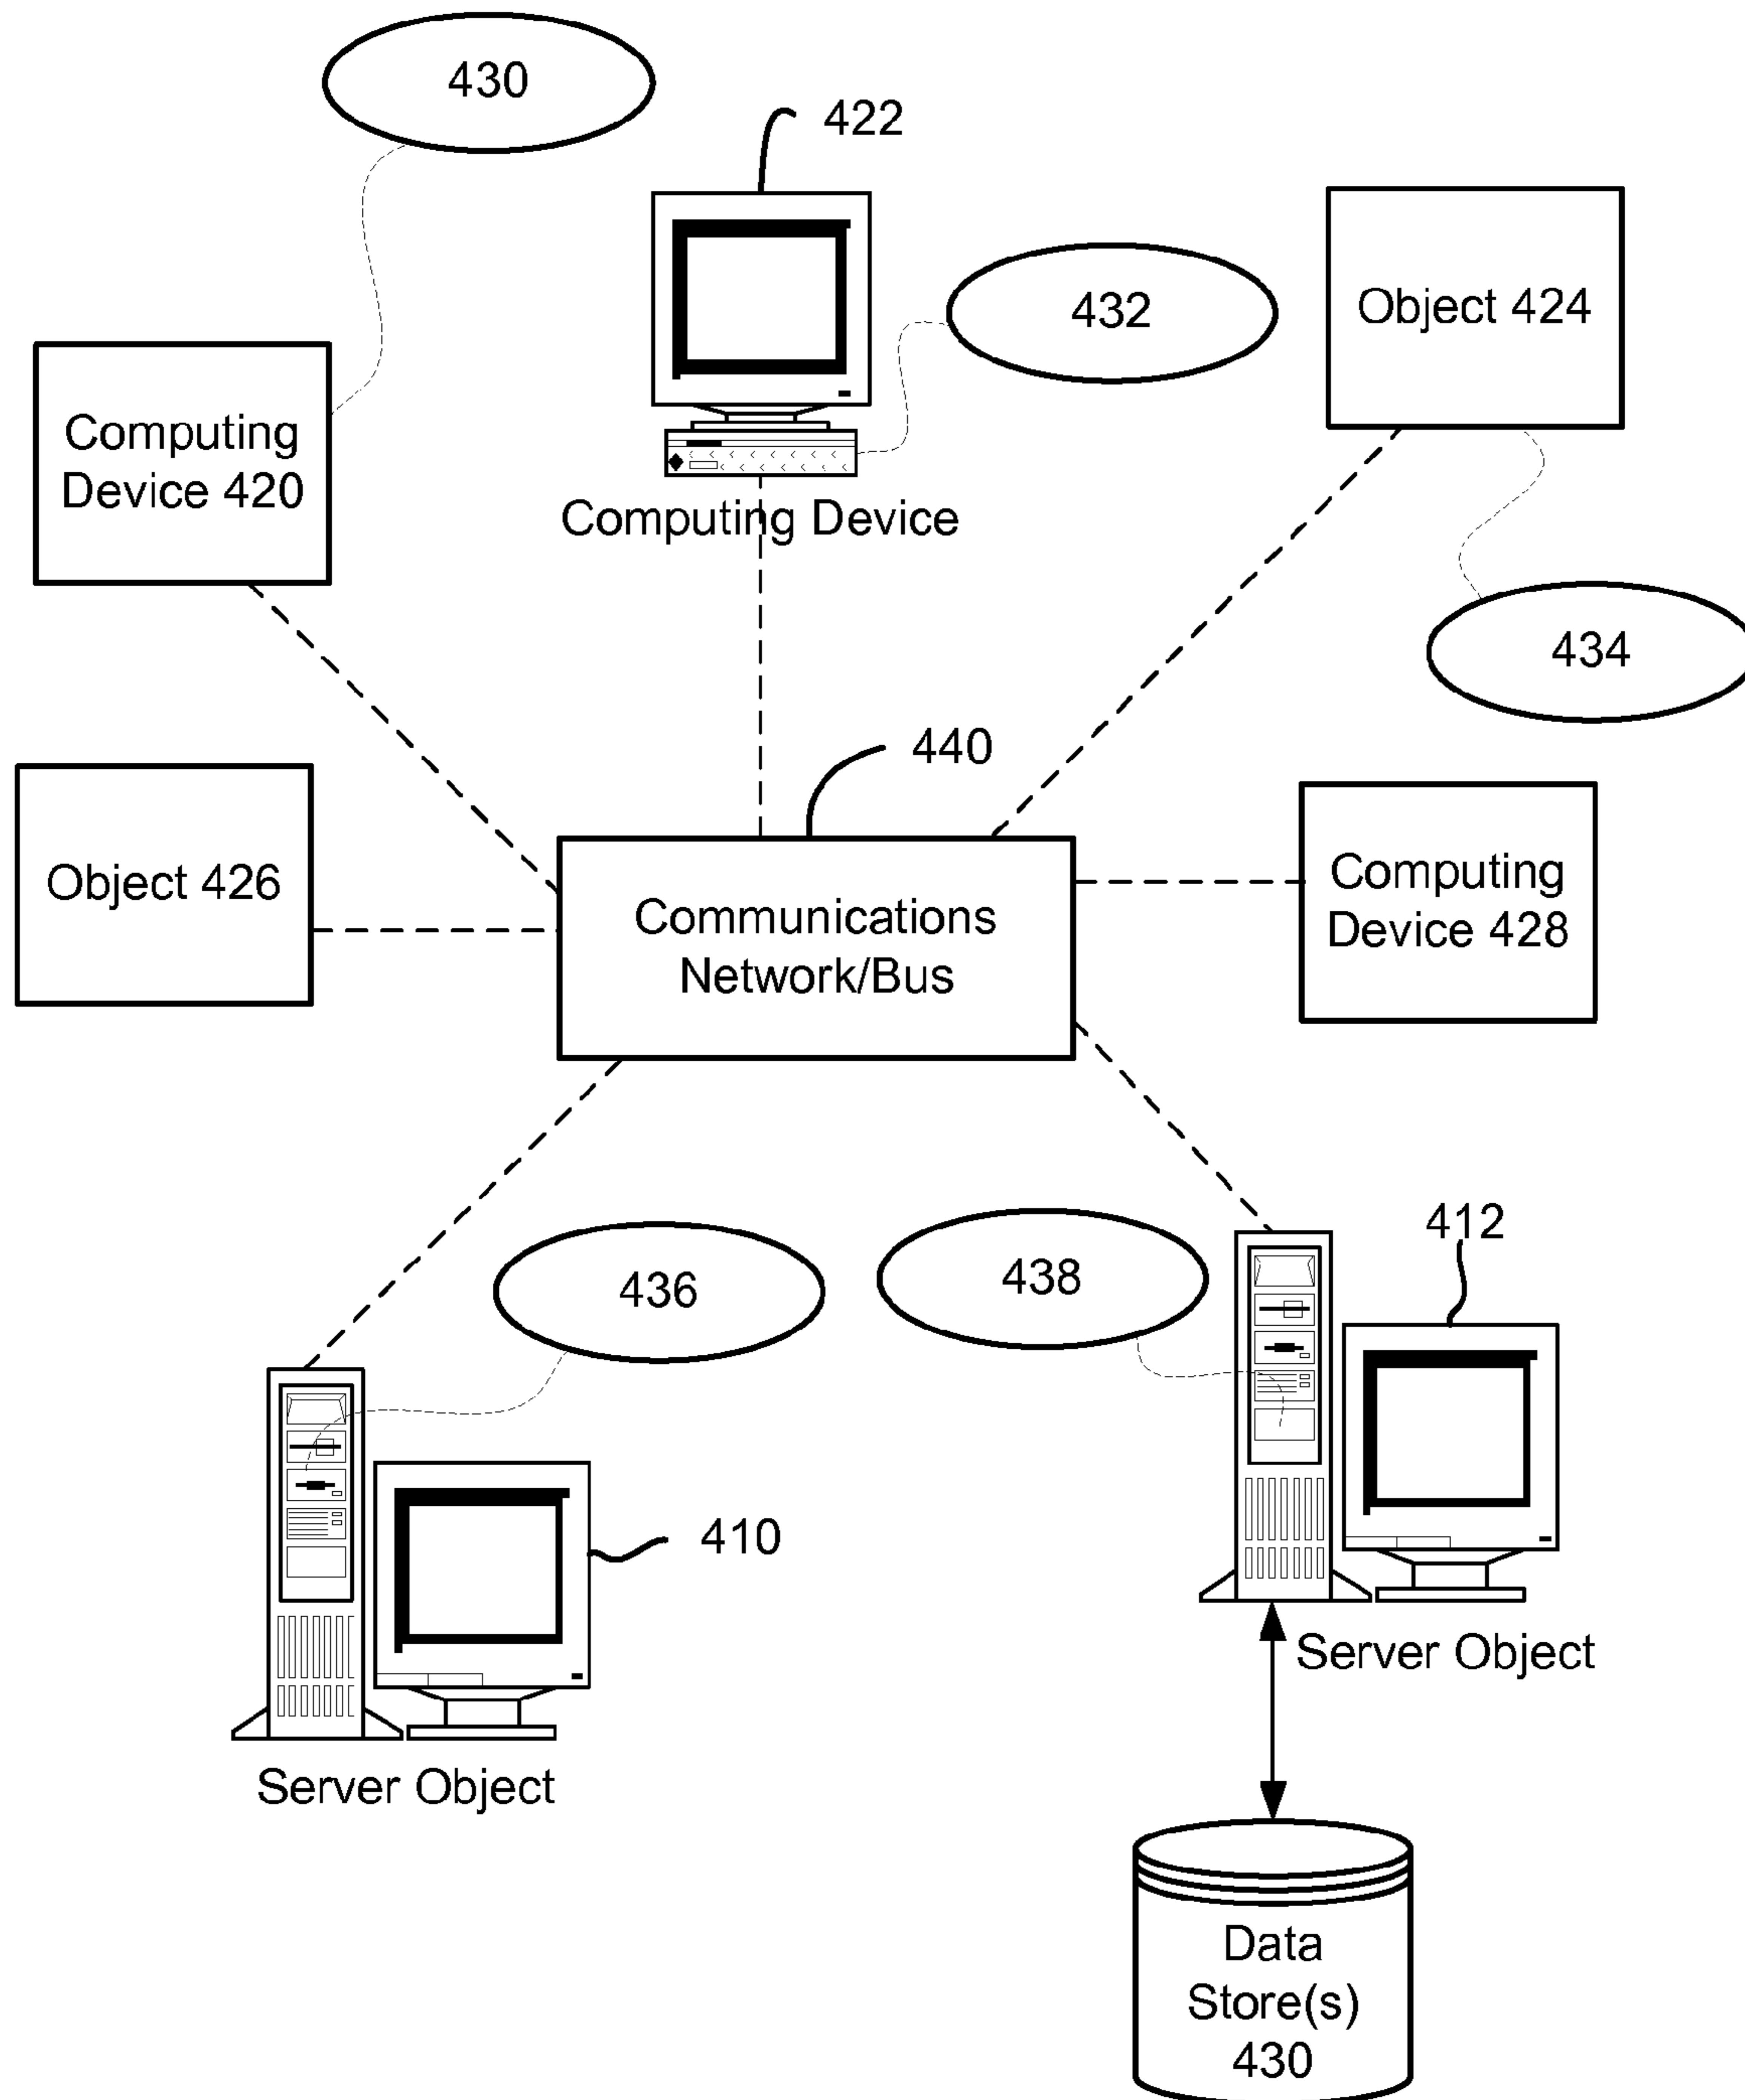 430
422
432
Object 424
Computing
Device 420
Computing Device
434
440
Object 426
Communications
Network/Bus
Computing
Device 428
436
438
412
410
Server Object
Server Object
Data
Store(s)
430